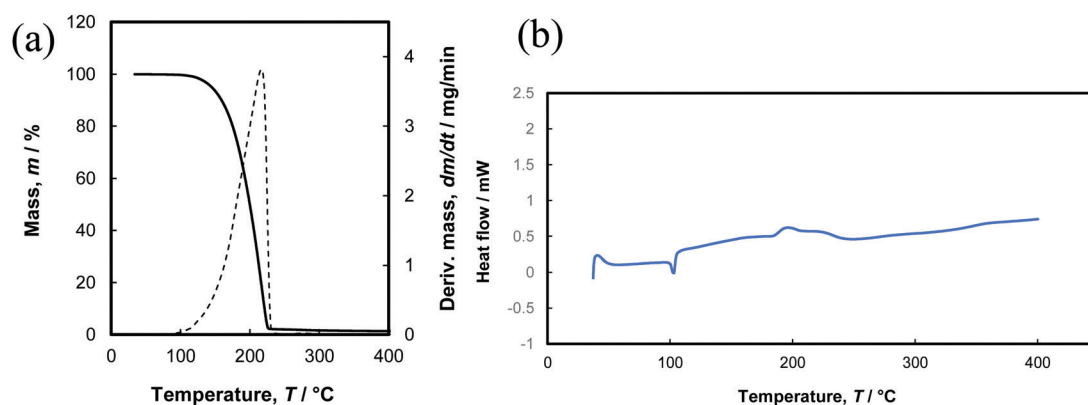 (a)
120
100
80
60
40
20
0
Mass, m / %
4
3
2
1
0
Deriv. mass, dm/dt / mg/min
0 100 200 300 400
Temperature, T / °C
(b)
2.5
2
1.5
1
0.5
0
-0.5
-1
Heat flow / mW
0 100 200 300 400
Temperature, T / °C